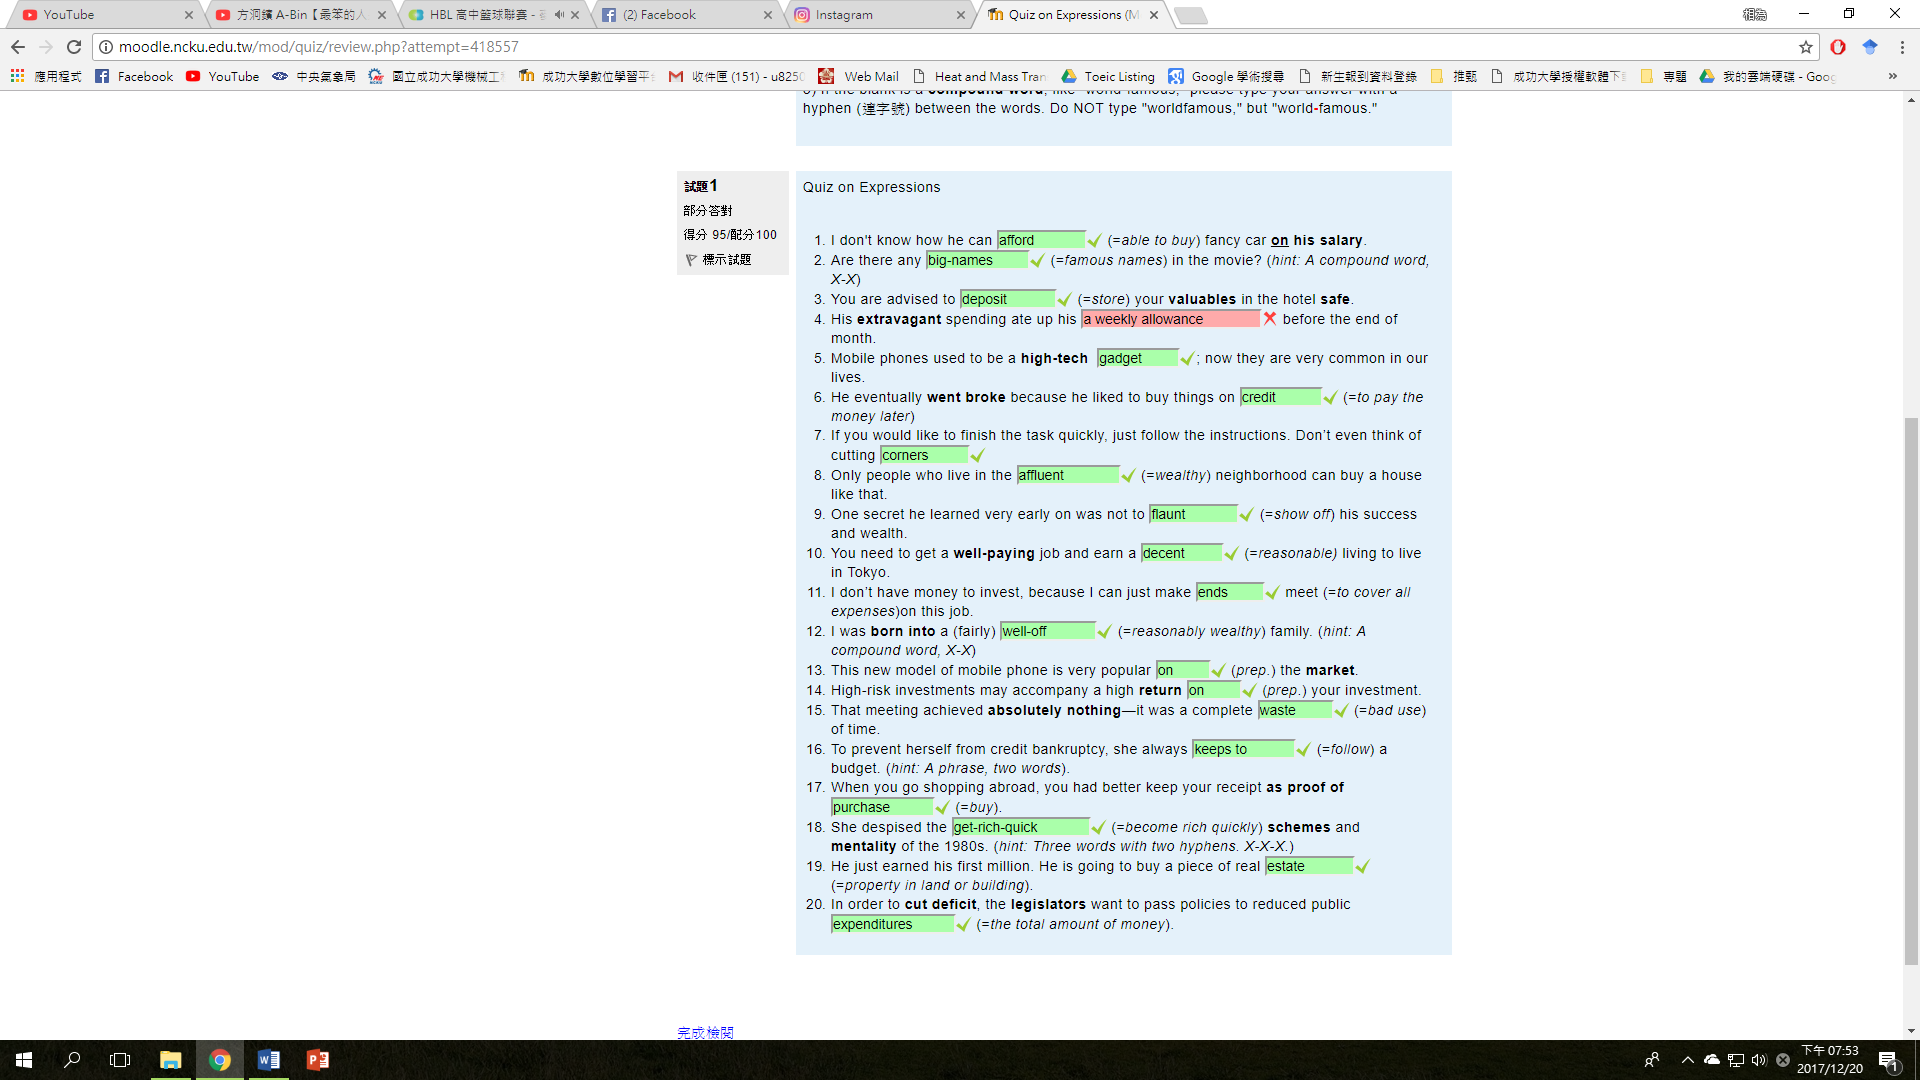 YouTube
方泂鑌 A-Bin【最笨的人
HBL 高中籃球聯賽 -
(2) Facebook
Instagram
Quiz on Expressions (M
相為
moodle.ncku.edu.tw/mod/quiz/review.php?attempt=418557
應用程式 Facebook YouTube 中央氣象局 國立成功大學機械工 成功大學數位學習平 收件匣 (151) - u8250 Web Mail Heat and Mass Tran Toeic Listing Google 學術搜尋 新生報到資料登錄 推甄 成功大學授權軟體下 專題 我的雲端硬碟 - Goog »
hyphen (連字號) between the words. Do NOT type "worldfamous," but "world-famous."
試題1
部分答對
得分 95/配分100
標示試題
Quiz on Expressions
1. I don't know how he can afford (=able to buy) fancy car on his salary.
2. Are there any big-names (=famous names) in the movie? (hint: A compound word,
X-X)
3. You are advised to deposit (=store) your valuables in the hotel safe.
4. His extravagant spending ate up his a weekly allowance before the end of
month.
5. Mobile phones used to be a high-tech gadget ; now they are very common in our
lives.
6. He eventually went broke because he liked to buy things on credit (=to pay the
money later)
7. If you would like to finish the task quickly, just follow the instructions. Don't even think of
cutting corners
8. Only people who live in the affluent (=wealthy) neighborhood can buy a house
like that.
9. One secret he learned very early on was not to flaunt (=show off) his success
and wealth.
10. You need to get a well-paying job and earn a decent (=reasonable) living to live
in Tokyo.
11. I don't have money to invest, because I can just make ends meet (=to cover all
expenses)on this job.
12. I was born into a (fairly) well-off (=reasonably wealthy) family. (hint: A
compound word, X-X)
13. This new model of mobile phone is very popular on (prep.) the market.
14. High-risk investments may accompany a high return on (prep.) your investment.
15. That meeting achieved absolutely nothing—it was a complete waste (=bad use)
of time.
16. To prevent herself from credit bankruptcy, she always keeps to (=follow) a
budget. (hint: A phrase, two words).
17. When you go shopping abroad, you had better keep your receipt as proof of
purchase (=buy).
18. She despised the get-rich-quick (=become rich quickly) schemes and
mentality of the 1980s. (hint: Three words with two hyphens. X-X-X.)
19. He just earned his first million. He is going to buy a piece of real estate
(=property in land or building).
20. In order to cut deficit, the legislators want to pass policies to reduced public
expenditures (=the total amount of money).
完成檢閱
下午 07:53
2017/12/20
1